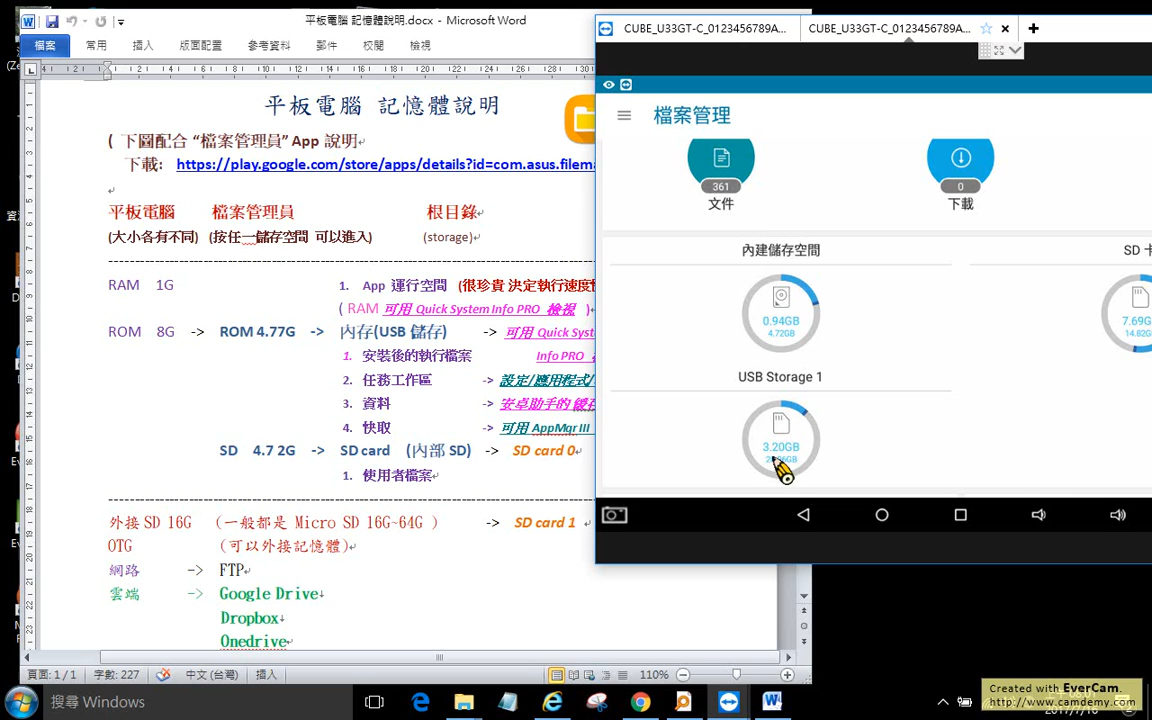 平板電腦 記憶體說明.docx - Microsoft Word
檔案 常用 插入 版面配置 參考資料 郵件 校閱 檢視
平板電腦 記憶體說明
( 下圖配合 “檔案管理員” App 說明
下載: https://play.google.com/store/apps/details?id=com.asus.filema
平板電腦 檔案管理員 根目錄
(大小各有不同) (按任一儲存空間 可以進入) (storage)
RAM 1G 1. App 運行空間 (很珍貴 決定執行速度
( RAM 可用 Quick System Info PRO 檢視 )
ROM 8G -> ROM 4.77G -> 內存(USB 儲存) -> 可用 Quick Syst
1. 安裝後的執行檔案 Info PRO
2. 任務工作區 -> 設定/應用程式/
3. 資料 -> 安卓助手的 緩存
4. 快取 -> 可用 AppMgr III
SD 4.7 2G -> SD card (內部 SD) -> SD card 0
1. 使用者檔案
外接 SD 16G (一般都是 Micro SD 16G~64G ) -> SD card 1
OTG (可以外接記憶體)
網路 -> FTP
雲端 -> Google Drive
Dropbox
Onedrive
頁面: 1/1 字數: 227 中文 (台灣) 插入 110%
CUBE_U33GT-C_0123456789A... CUBE_U33GT-C_0123456789A...
檔案管理
361 0
文件 下載
內建儲存空間 SD 卡
0.94GB 7.69G
4.72GB 14.82G
USB Storage 1
3.20GB
搜尋 Windows
Created with EverCam.
http://www.camdemy.com